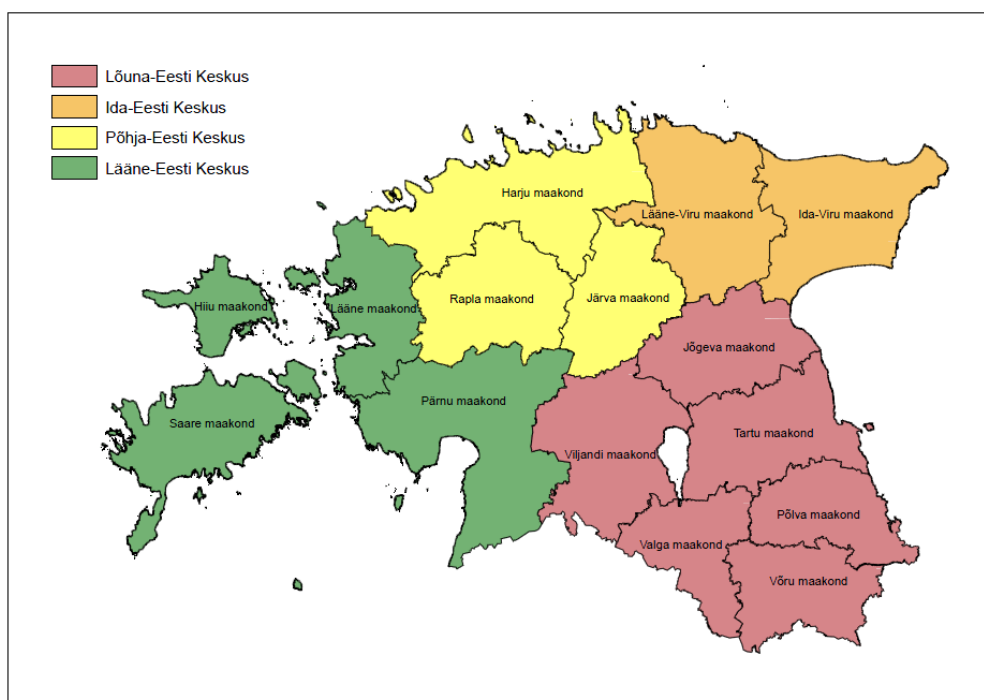 Lõuna-Eesti Keskus
Ida-Eesti Keskus
Põhja-Eesti Keskus
Lääne-Eesti Keskus
Harju maakond
Lääne-Viru maakond
Ida-Viru maakond
Hiiu maakond
Lääne maakond
Rapla maakond
Järva maakond
Jõgeva maakond
Pärnu maakond
Saare maakond
Tartu maakond
Viljandi maakond
Põlva maakond
Valga maakond
Võru maakond